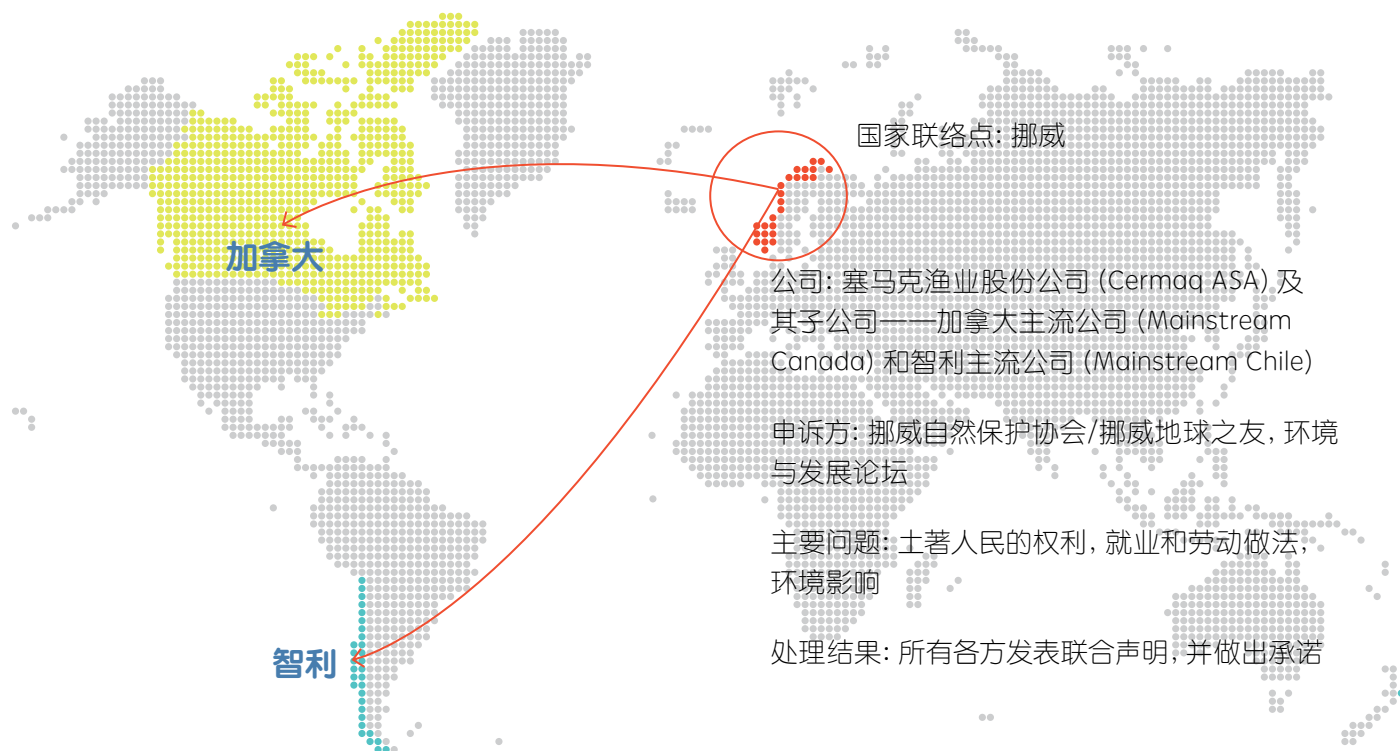 国家联络点: 挪威
加拿大
公司: 塞马克渔业股份公司 (Cermaq ASA) 及
其子公司——加拿大主流公司 (Mainstream
Canada) 和智利主流公司 (Mainstream Chile)
申诉方: 挪威自然保护协会/挪威地球之友, 环境
与发展论坛
主要问题: 土著人民的权利, 就业和劳动做法,
环境影响
智利
处理结果: 所有各方发表联合声明, 并做出承诺